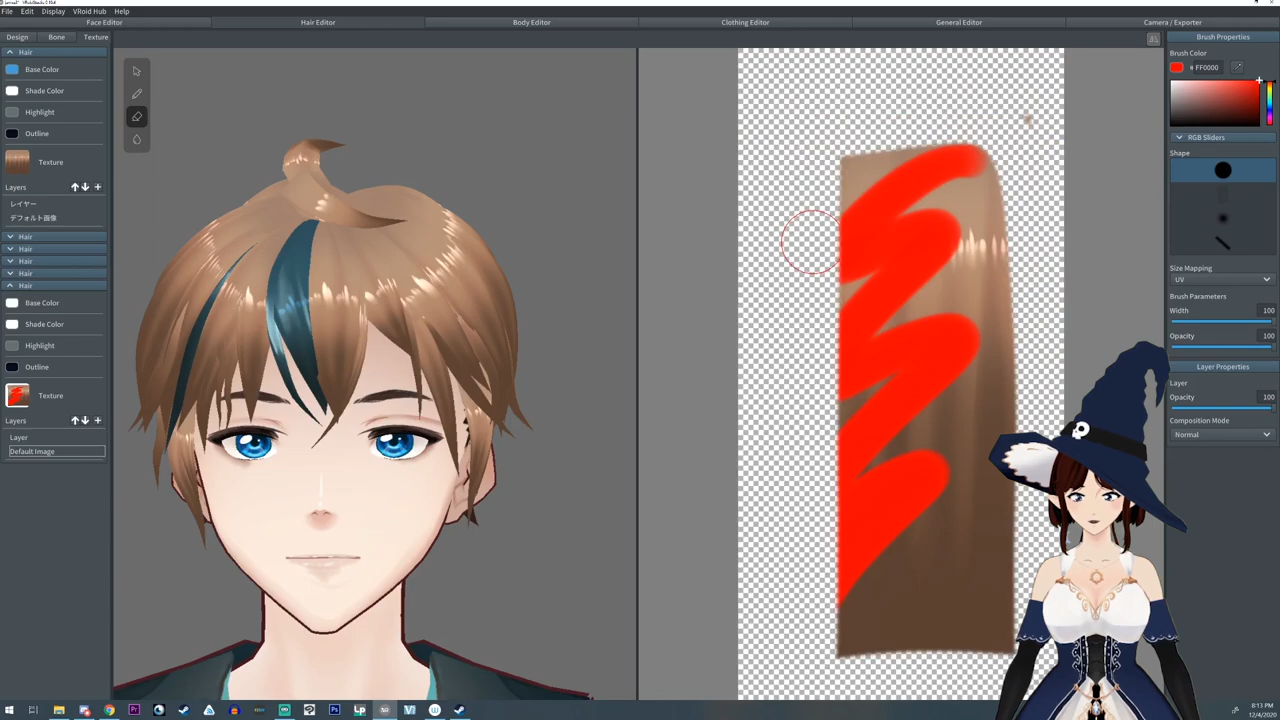 File Edit Display VRoid Hub Help
Face Editor Hair Editor Body Editor Clothing Editor General Editor Camera / Exporter
Design Bone Texture
Hair
Base Color
Shade Color
Highlight
Outline
Texture
Layers
レイヤー
デフォルト画像
Hair
Hair
Hair
Hair
Hair
Base Color
Shade Color
Highlight
Outline
Texture
Layers
Layer
Default Image
Brush Properties
Brush Color
FF0000
RGB Sliders
Shape
Size Mapping
UV
Brush Parameters
Width 100
Opacity 100
Layer Properties
Layer
Opacity 100
Composition Mode
Normal
Pr Ps Lp
8:13 PM
12/4/2020